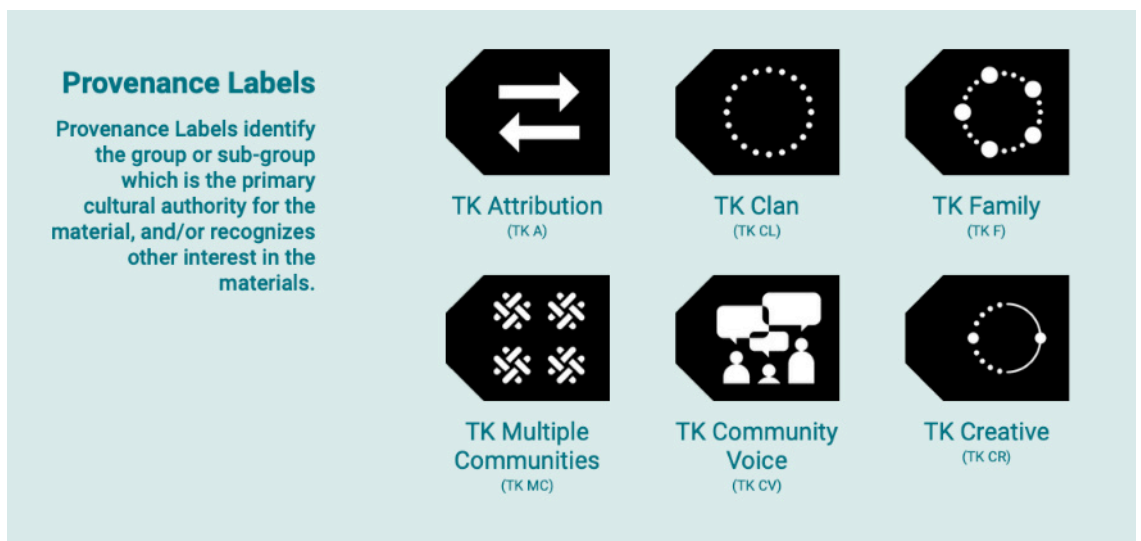 Provenance Labels
Provenance Labels identify
the group or sub-group
which is the primary
cultural authority for the
material, and/or recognizes
other interest in the
materials.
TK Attribution
(TK A)
TK Clan
(TK CL)
TK Family
(TK F)
TK Multiple
Communities
(TK MC)
TK Community
Voice
(TK CV)
TK Creative
(TK CR)